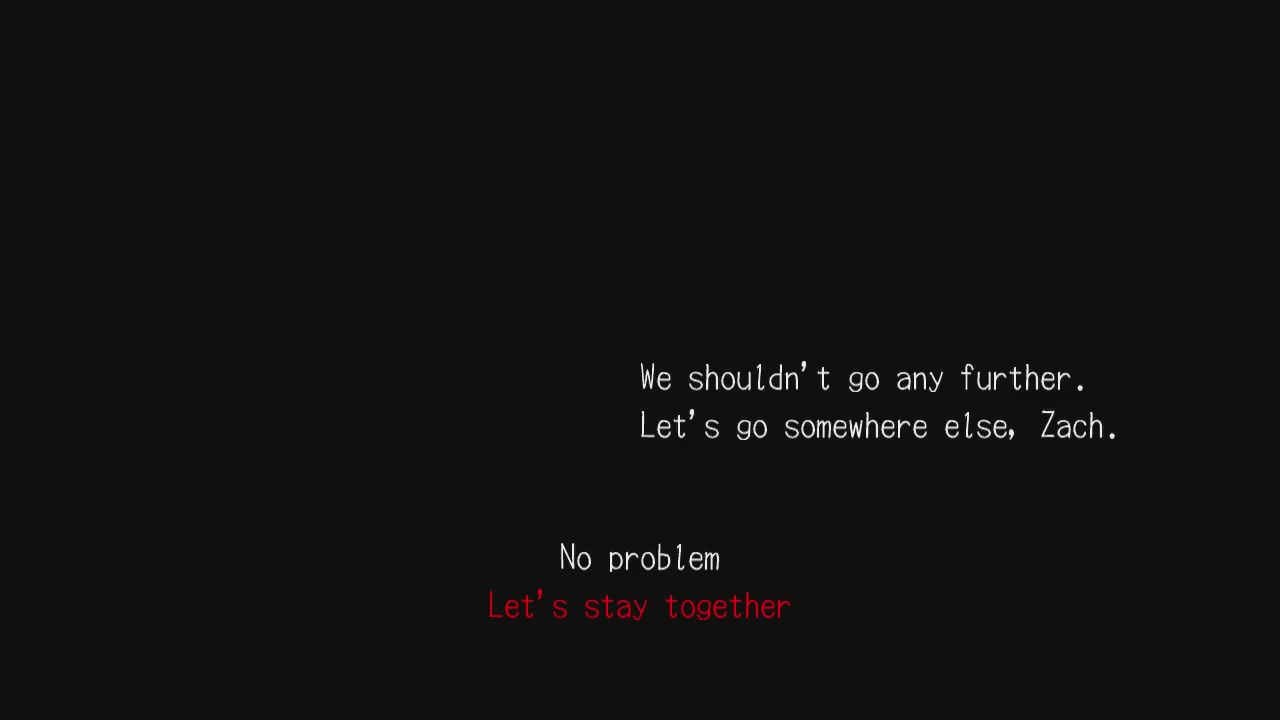 We shouldn't go any further.
Let's go somewhere else, Zach.
No problem
Let's stay together